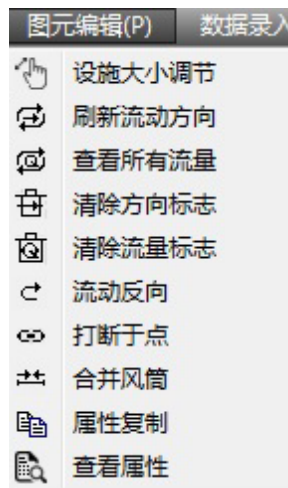 图元编辑(P) 数据录入
设施大小调节
刷新流动方向
查看所有流量
清除方向标志
清除流量标志
流动反向
打断于点
合并风筒
属性复制
查看属性